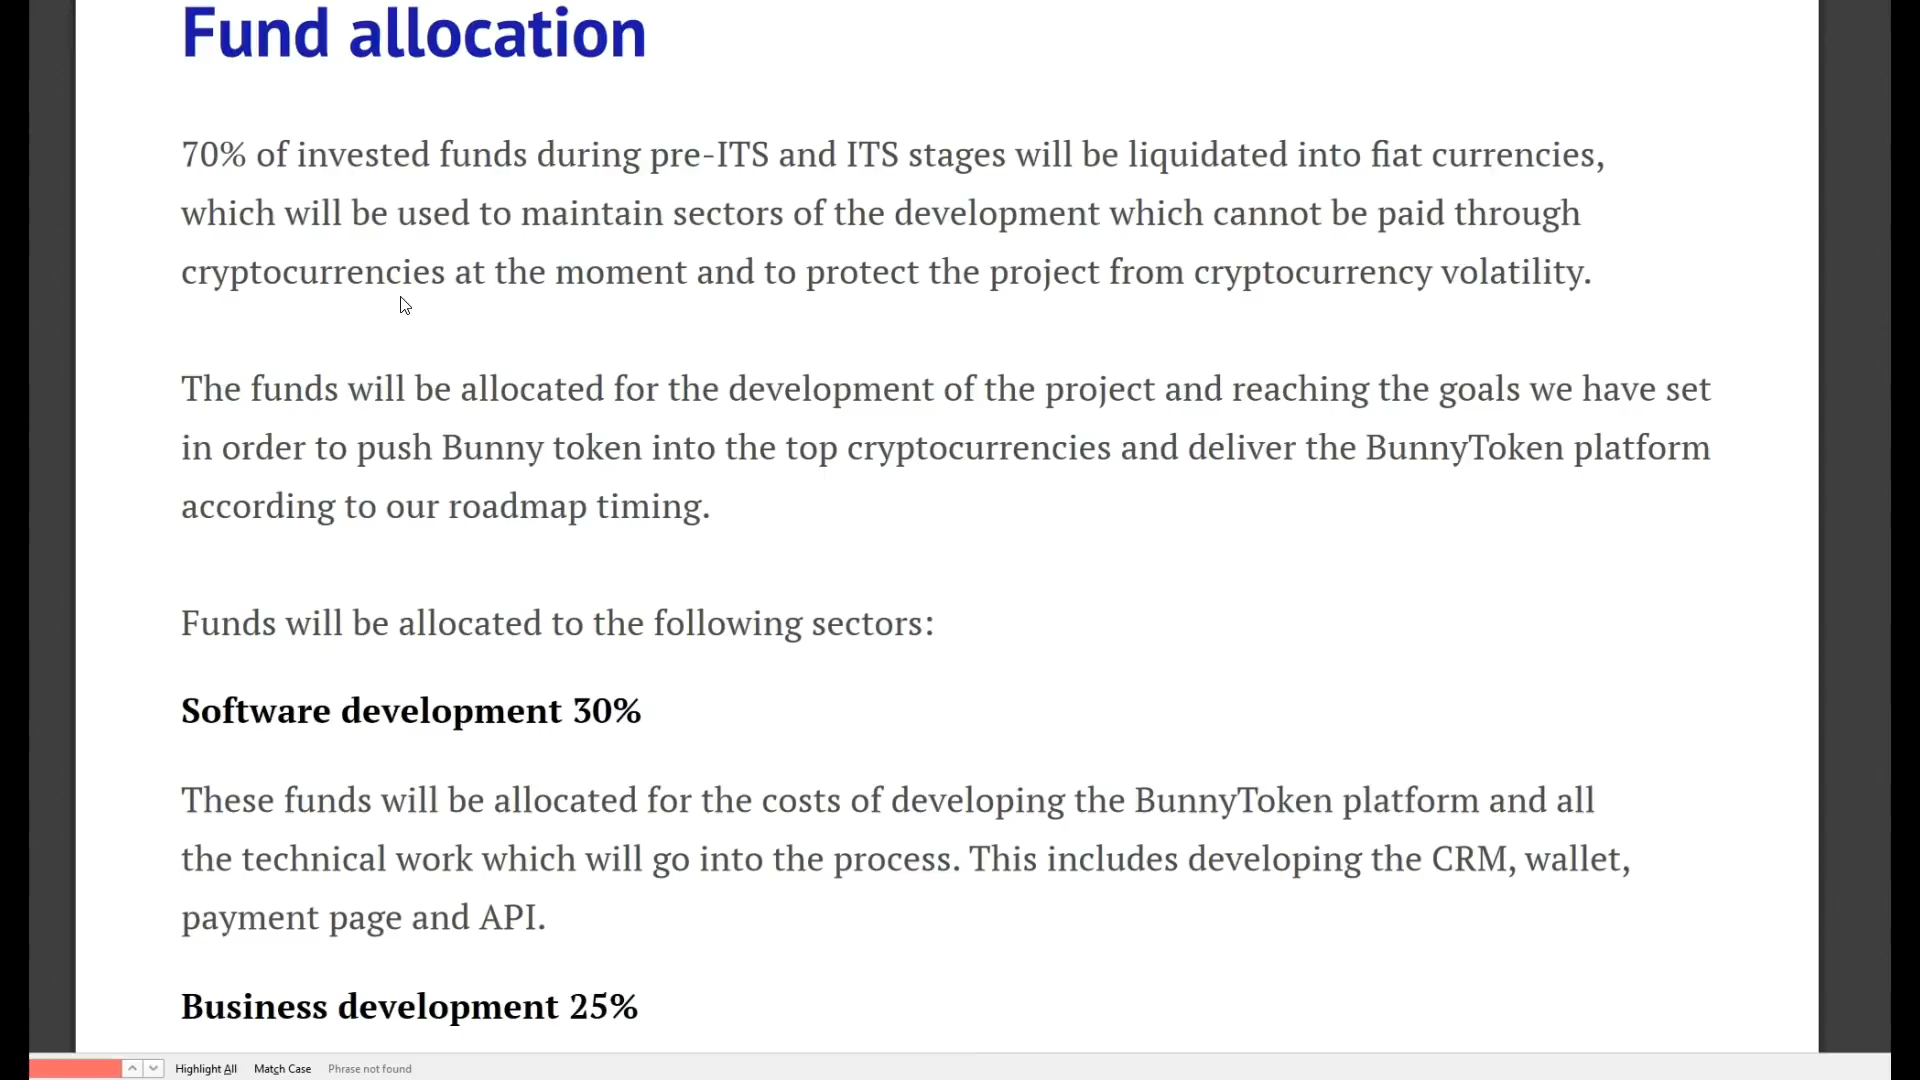 Fund allocation
70% of invested funds during pre-ITS and ITS stages will be liquidated into fiat currencies,
which will be used to maintain sectors of the development which cannot be paid through
cryptocurrencies at the moment and to protect the project from cryptocurrency volatility.
The funds will be allocated for the development of the project and reaching the goals we have set
in order to push Bunny token into the top cryptocurrencies and deliver the BunnyToken platform
according to our roadmap timing.
Funds will be allocated to the following sectors:
Software development 30%
These funds will be allocated for the costs of developing the BunnyToken platform and all
the technical work which will go into the process. This includes developing the CRM, wallet,
payment page and API.
Business development 25%
Highlight All Match Case Phrase not found